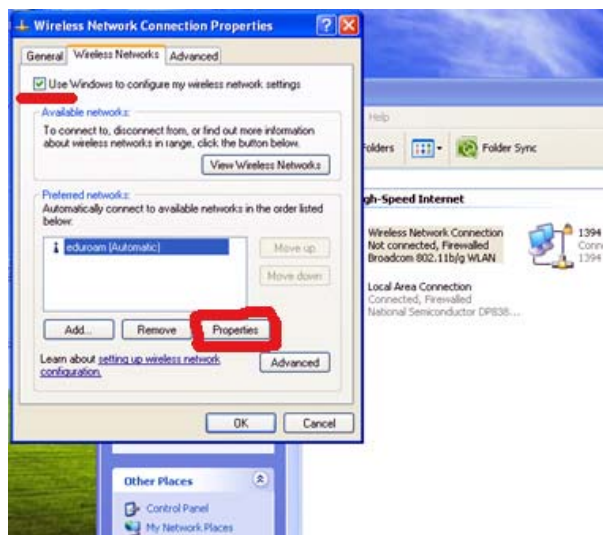 Wireless Network Connection Properties
General Wireless Networks Advanced
Use Windows to configure my wireless network settings
Available networks:
To connect to, disconnect from, or find out more information
about wireless networks in range, click the button below.
View Wireless Networks
Preferred networks:
Automatically connect to available networks in the order listed
below:
eduroam (Automatic)
Move up
Move down
Add... Remove Properties
Learn about setting up wireless network
configuration.
Advanced
OK Cancel
Help
Folder Sync
Wireless Network Connection
Not connected, Firewalled
Broadcom 802.11b/g WLAN
1394
1394
Local Area Connection
Connected, Firewalled
National Semiconductor DP838...
Other Places
Control Panel
My Network Places